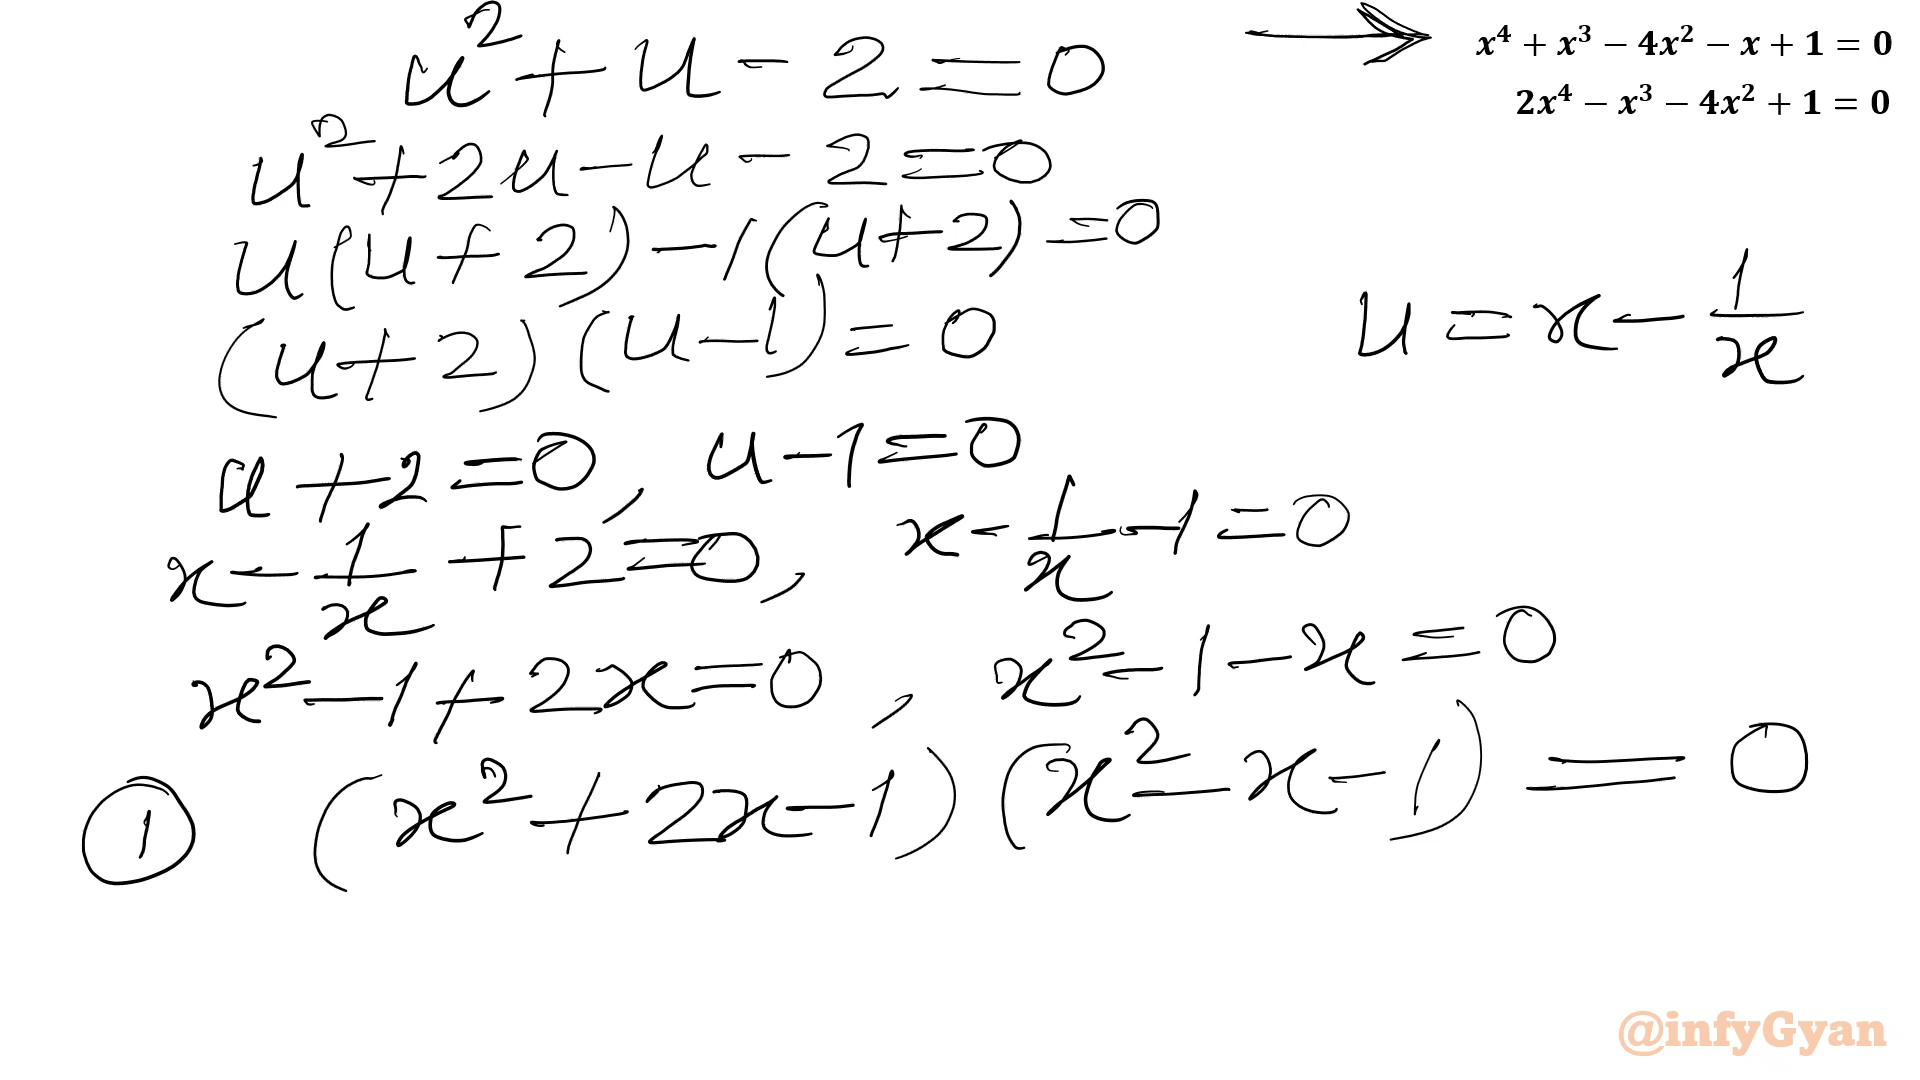 u² + u - 2 = 0
x⁴ + x³ − 4x² − x + 1 = 0
2x⁴ − x³ − 4x² + 1 = 0
u² + 2u - u - 2 = 0
u(u + 2) - 1(u + 2) = 0
(u + 2)(u - 1) = 0
u = x - 1/x
u + 2 = 0, u - 1 = 0
x - 1/x + 2 = 0, x - 1/x - 1 = 0
x² - 1 + 2x = 0, x² - 1 - x = 0
① (x² + 2x - 1)(x² - x - 1) = 0
@infyGyan